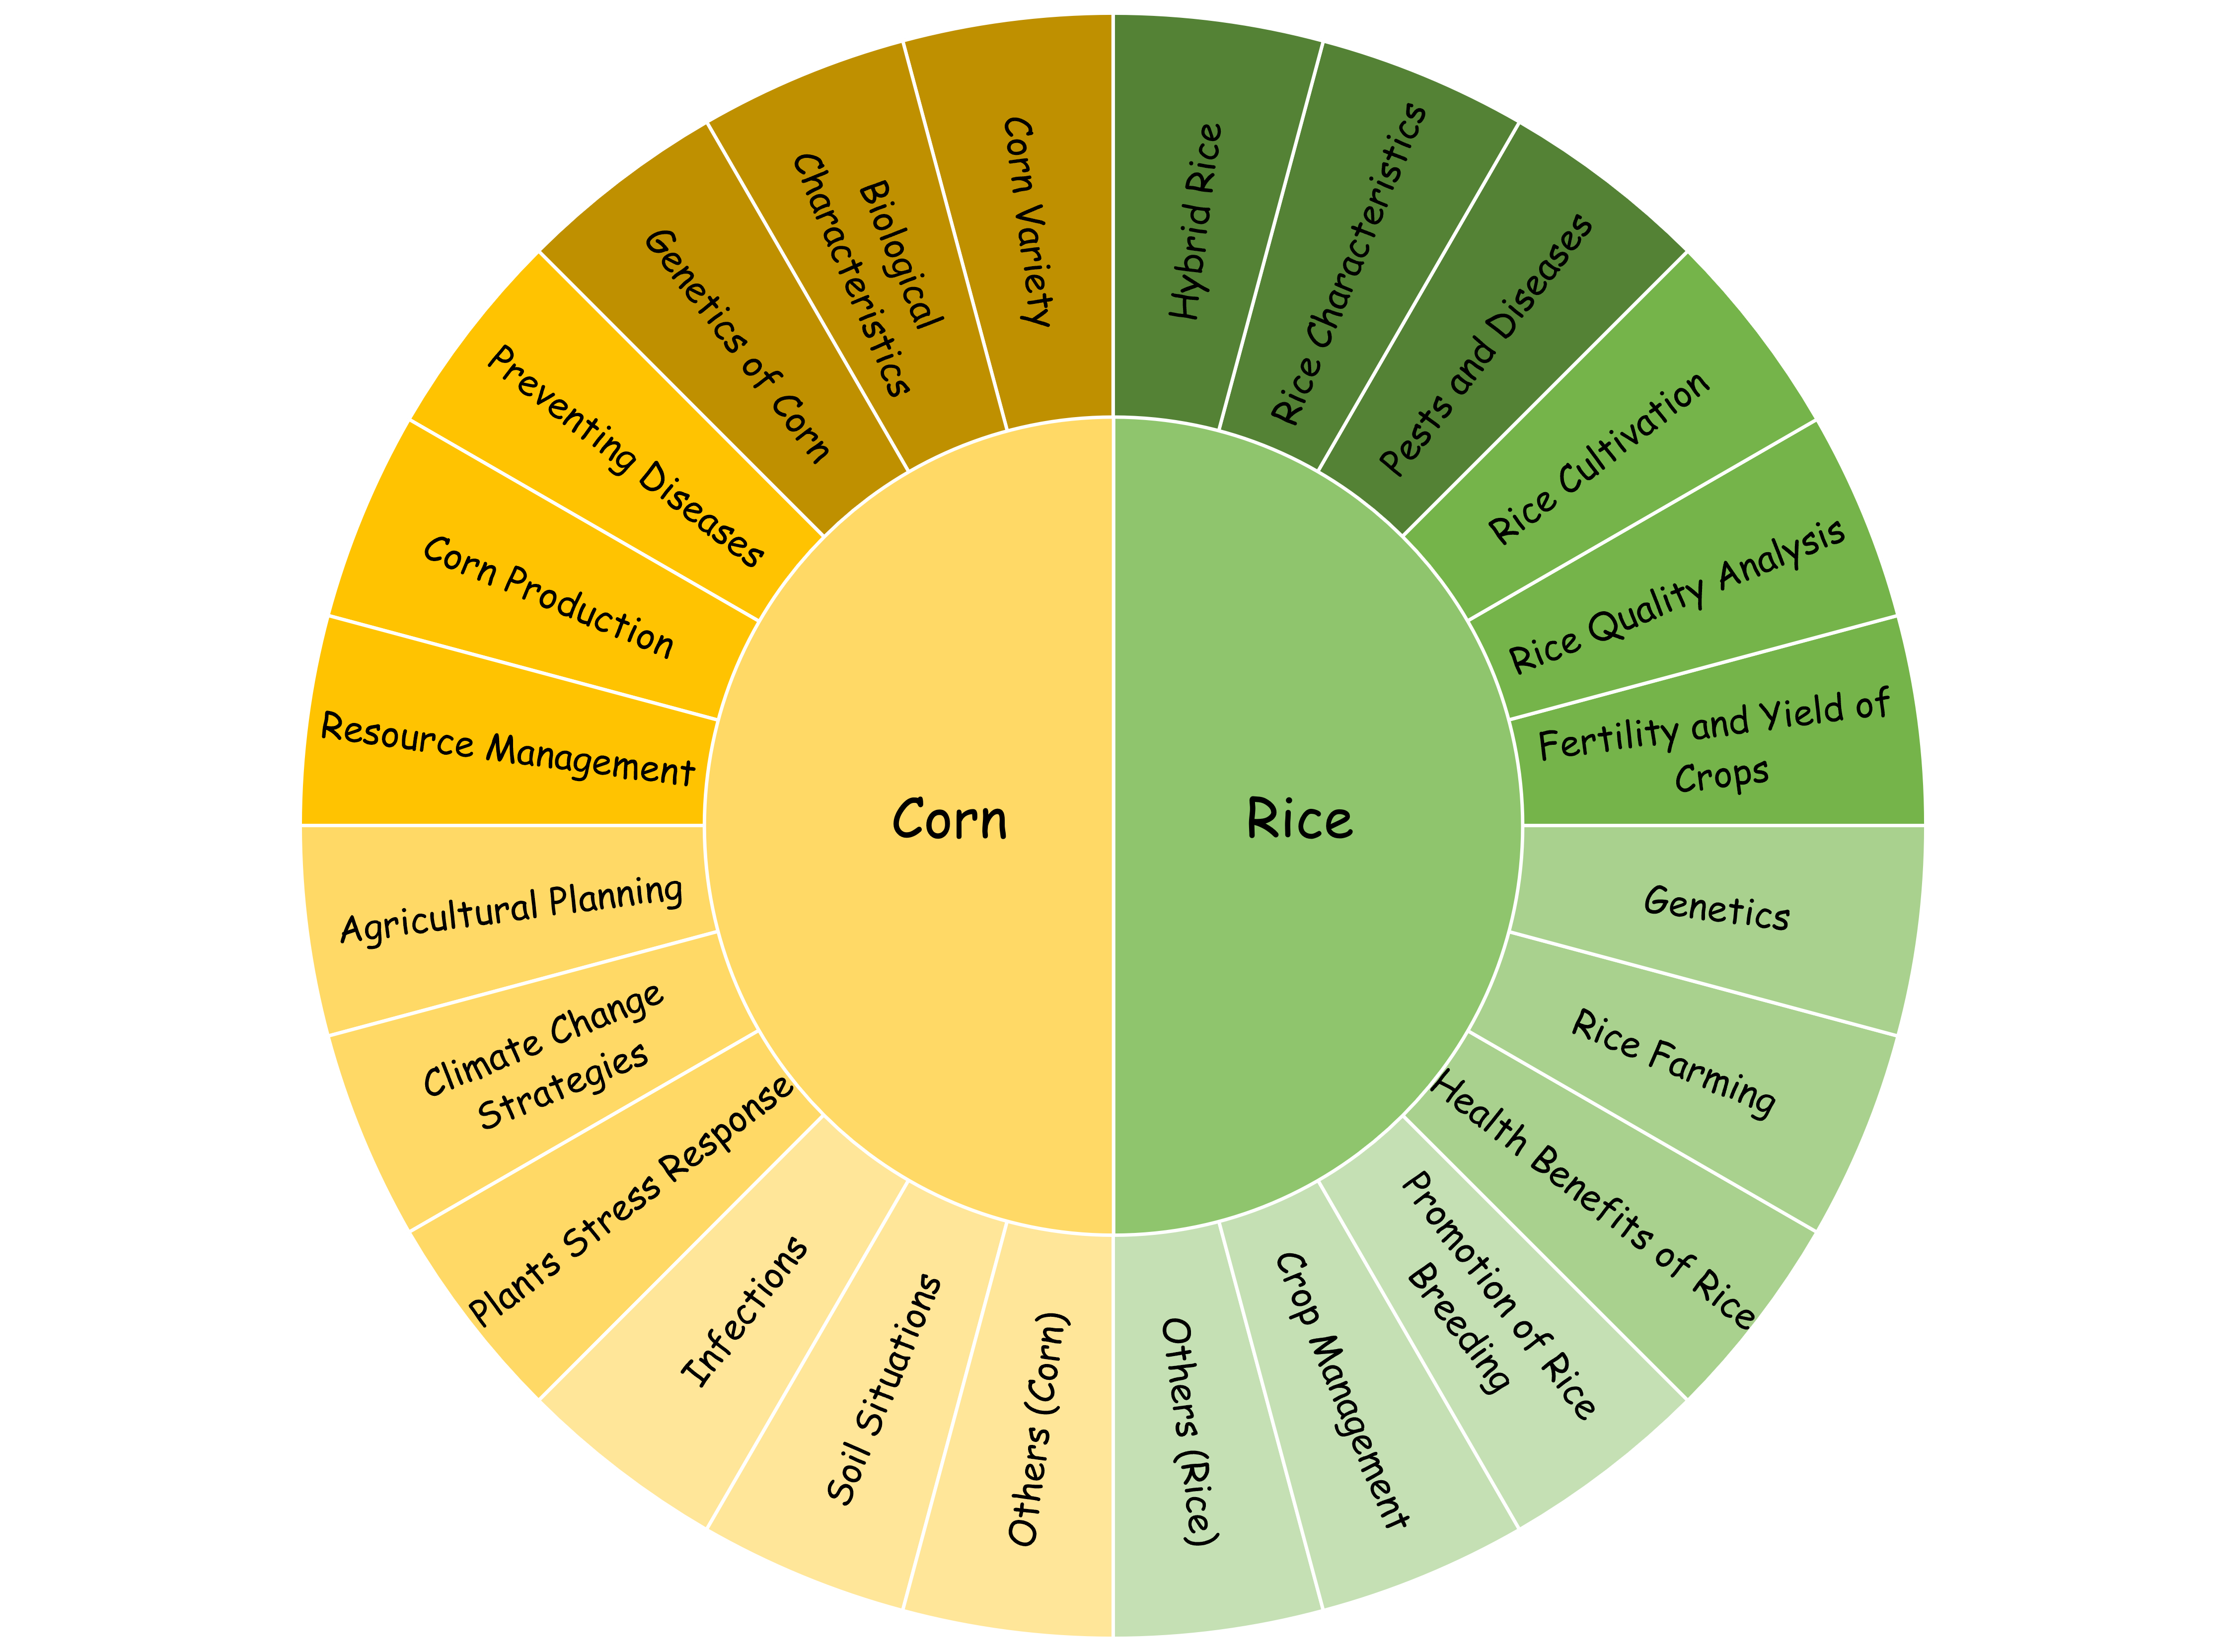 Corn
Rice
Hybrid Rice
Rice Characteristics
Pests and Diseases
Rice Cultivation
Rice Quality Analysis
Fertility and Yield of
Crops
Genetics
Rice Farming
Health Benefits of Rice
Promotion of Rice
Breeding
Crop Management
Others (Rice)
Others (Corn)
Soil Situations
Infections
Plants Stress Response
Climate Change
Strategies
Agricultural Planning
Resource Management
Corn Production
Preventing Diseases
Genetics of Corn
Biological
Characteristics
Corn Variety